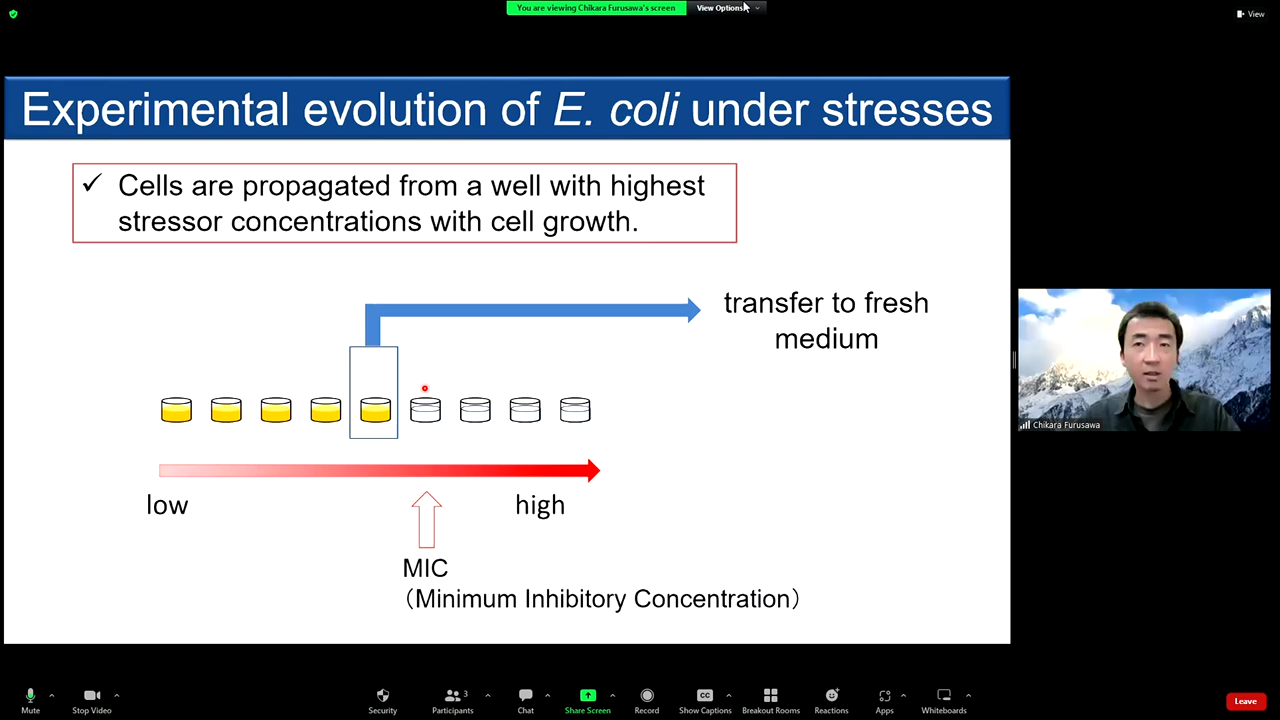 You are viewing Chikara Furusawa's screen
View Options
View
Experimental evolution of E. coli under stresses
✓ Cells are propagated from a well with highest
stressor concentrations with cell growth.
transfer to fresh
medium
low
high
MIC
（Minimum Inhibitory Concentration）
Chikara Furusawa
Mute
Stop Video
Security
3
Participants
Chat
Share Screen
Record
CC
Show Captions
Breakout Rooms
Reactions
Apps
Whiteboards
Leave